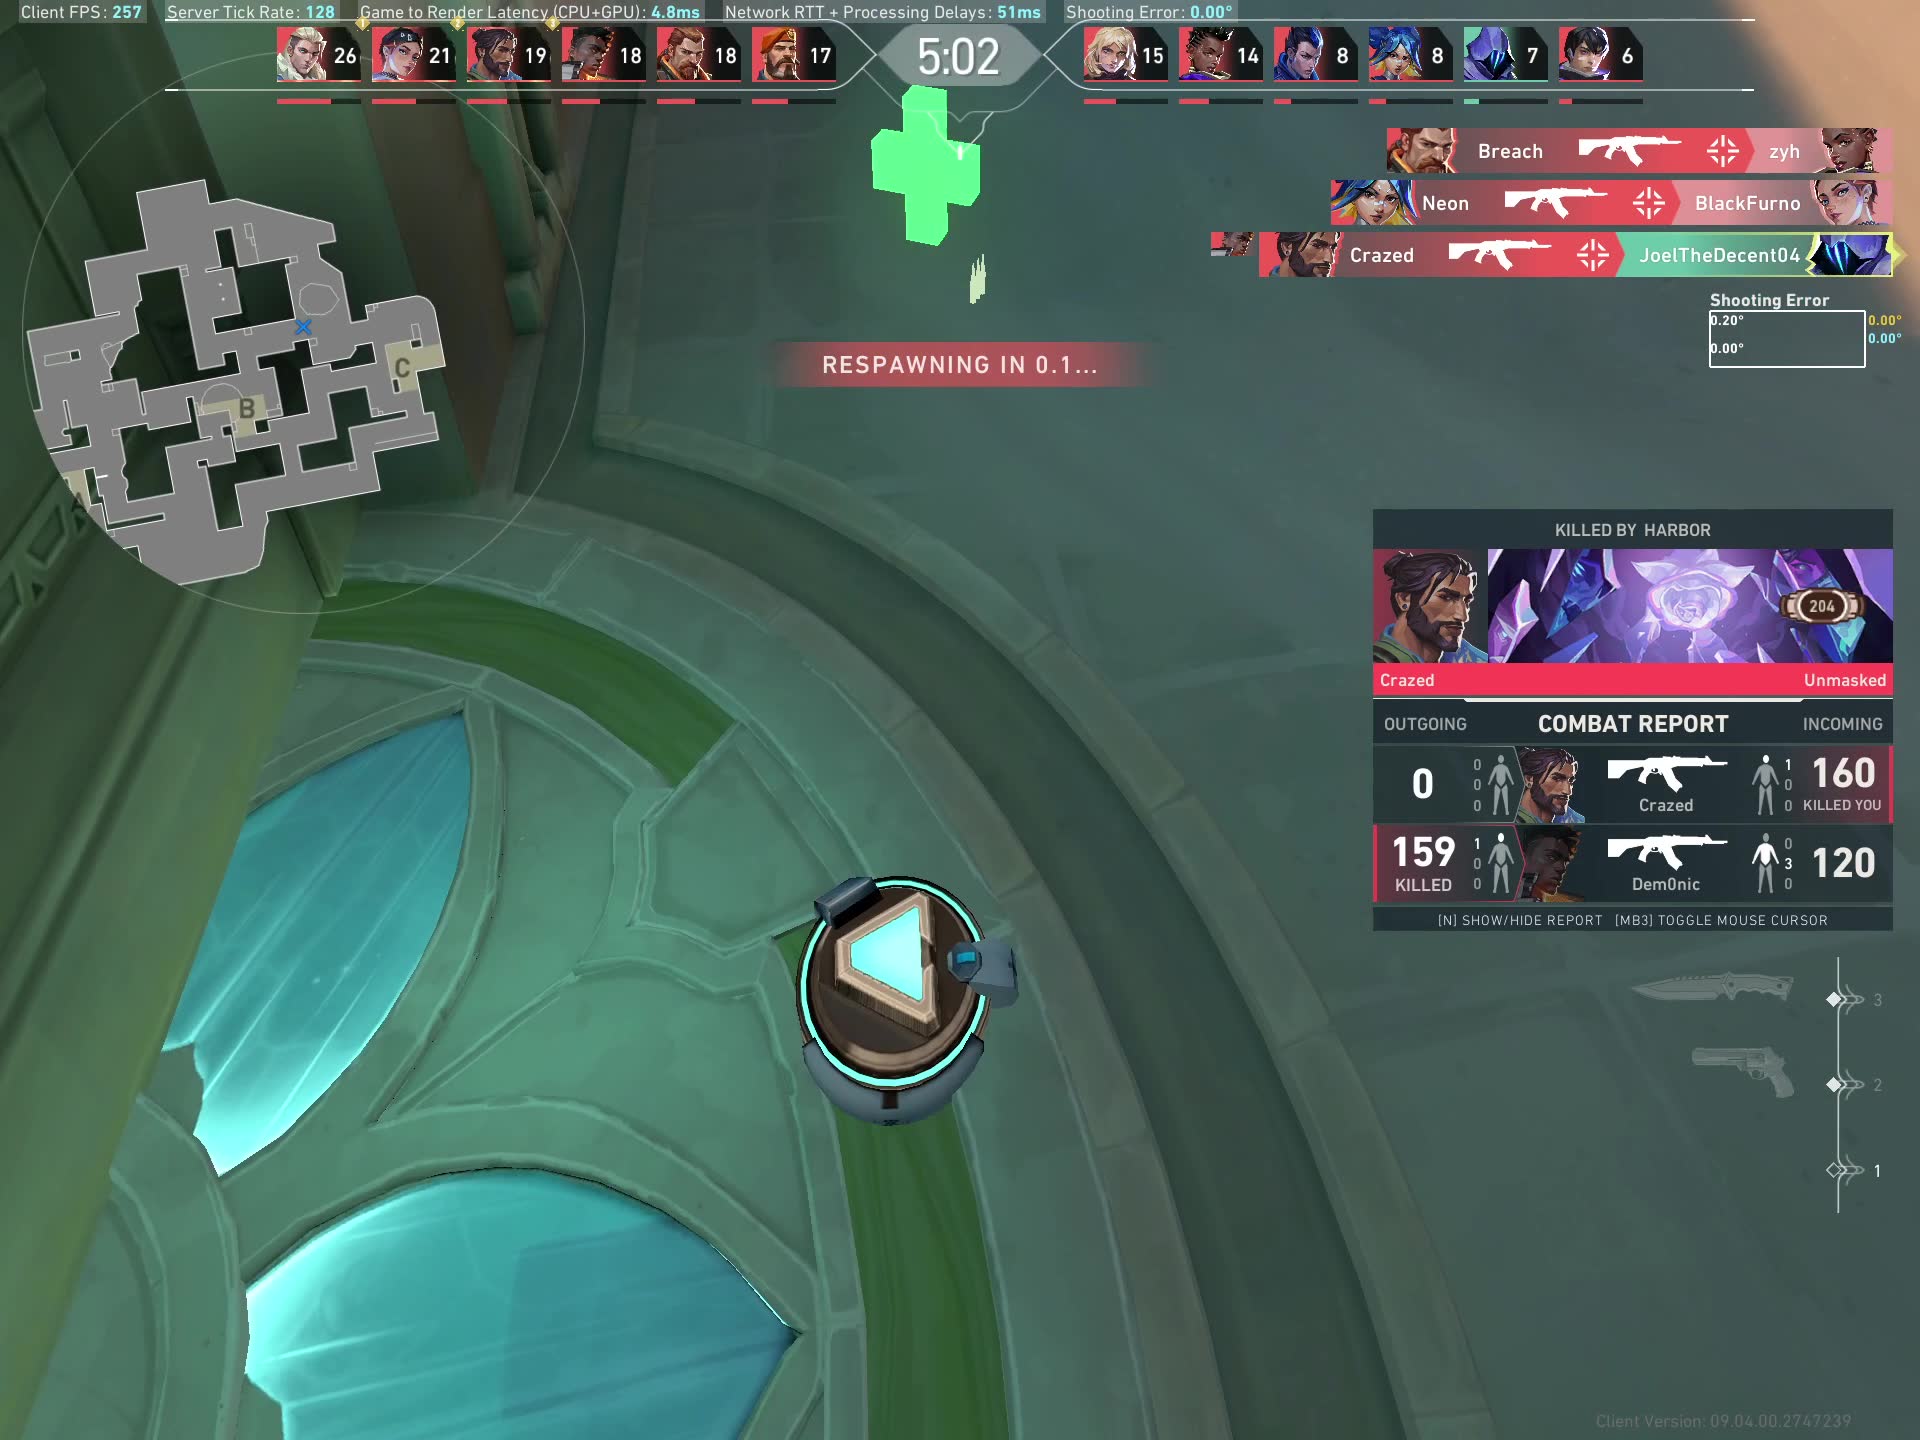 Client FPS: 257 Server Tick Rate: 128 Game to Render Latency (CPU+GPU): 4.8ms Network RTT + Processing Delays: 51ms Shooting Error: 0.00°
26 21 19 18 18 17 5:02 15 14 8 8 7 6
Breach zyh
Neon BlackFurno
Crazed JoelTheDecent04
Shooting Error
0.20° 0.00°
0.00°
0.00°
RESPAWNING IN 0.1...
C
B
A
KILLED BY HARBOR
204
Crazed Unmasked
OUTGOING COMBAT REPORT INCOMING
0 0 0 0 Crazed 1 0 0 160 KILLED YOU
159 KILLED 1 0 0 Dem0nic 0 3 0 120
[N] SHOW/HIDE REPORT [MB3] TOGGLE MOUSE CURSOR
3
2
1
Client Version: 09.04.00.2747239